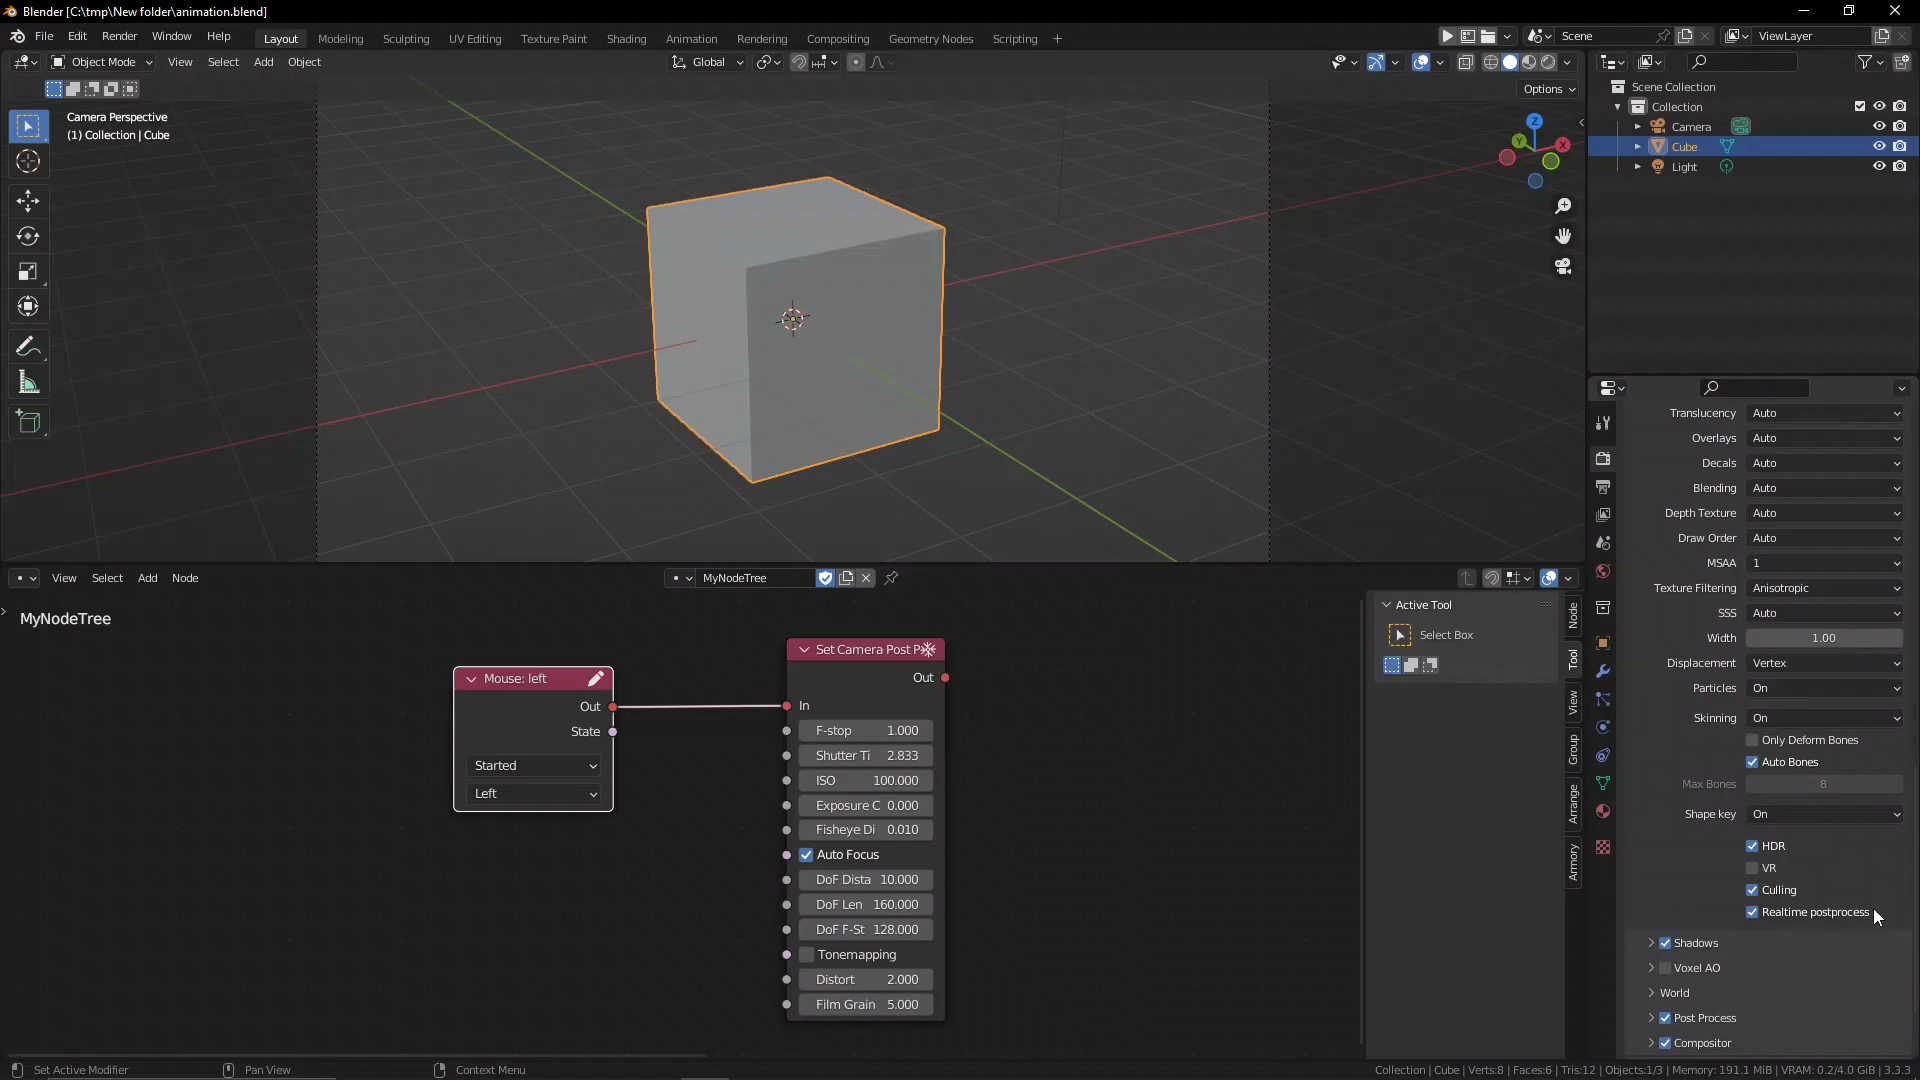 Blender [C:\tmp\New folder\animation.blend]
File Edit Render Window Help Layout Modeling Sculpting UV Editing Texture Paint Shading Animation Rendering Compositing Geometry Nodes Scripting + Scene ViewLayer
Object Mode View Select Add Object Global
Options
Camera Perspective
(1) Collection | Cube
Z
Y
X
Scene Collection
Collection
Camera
Cube
Light
Translucency Auto
Overlays Auto
Decals Auto
Blending Auto
Depth Texture Auto
Draw Order Auto
MSAA 1
Texture Filtering Anisotropic
SSS Auto
Width 1.00
Displacement Vertex
Particles On
Skinning On
Only Deform Bones
Auto Bones
Max Bones 8
Shape key On
HDR
VR
Culling
Realtime postprocess
Shadows
Voxel AO
World
Post Process
Compositor
View Select Add Node MyNodeTree
MyNodeTree
Mouse: left
Out
State
Started
Left
Set Camera Post P
Out
In
F-stop 1.000
Shutter Ti 2.833
ISO 100.000
Exposure C 0.000
Fisheye Di 0.010
Auto Focus
DoF Dista 10.000
DoF Len 160.000
DoF F-St 128.000
Tonemapping
Distort 2.000
Film Grain 5.000
Active Tool
Select Box
Node
Tool
View
Group
Arrange
Armory
Set Active Modifier Pan View Context Menu
Collection | Cube | Verts:8 | Faces:6 | Tris:12 | Objects:1/3 | Memory: 191.1 MiB | VRAM: 0.2/4.0 GiB | 3.3.3